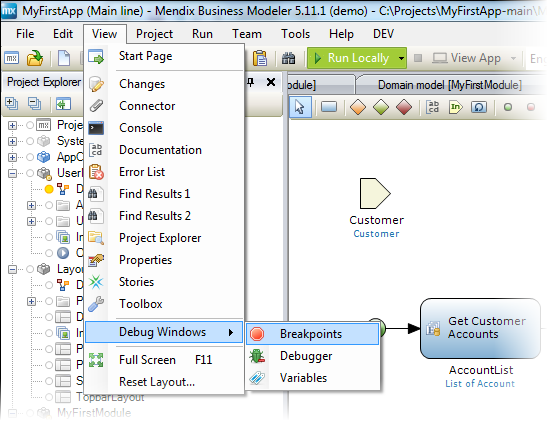 MyFirstApp (Main line) - Mendix Business Modeler 5.11.1 (demo) - C:\Projects\MyFirstApp-main\M
File Edit View Project Run Team Tools Help DEV
Run Locally View App En
Project Explorer
Start Page
Changes
Connector
Console
Documentation
Error List
Find Results 1
Find Results 2
Project Explorer
Properties
Stories
Toolbox
Debug Windows
Full Screen F11
Reset Layout...
Breakpoints
Debugger
Variables
Proje
Syste
AppC
UserI
D
A
U
In
O
Layou
P
D
In
P
P
S
TopbarLayout
MyFirstModule
odule]
Domain model [MyFirstModule]
Customer
Customer
Get Customer
Accounts
AccountList
List of Account